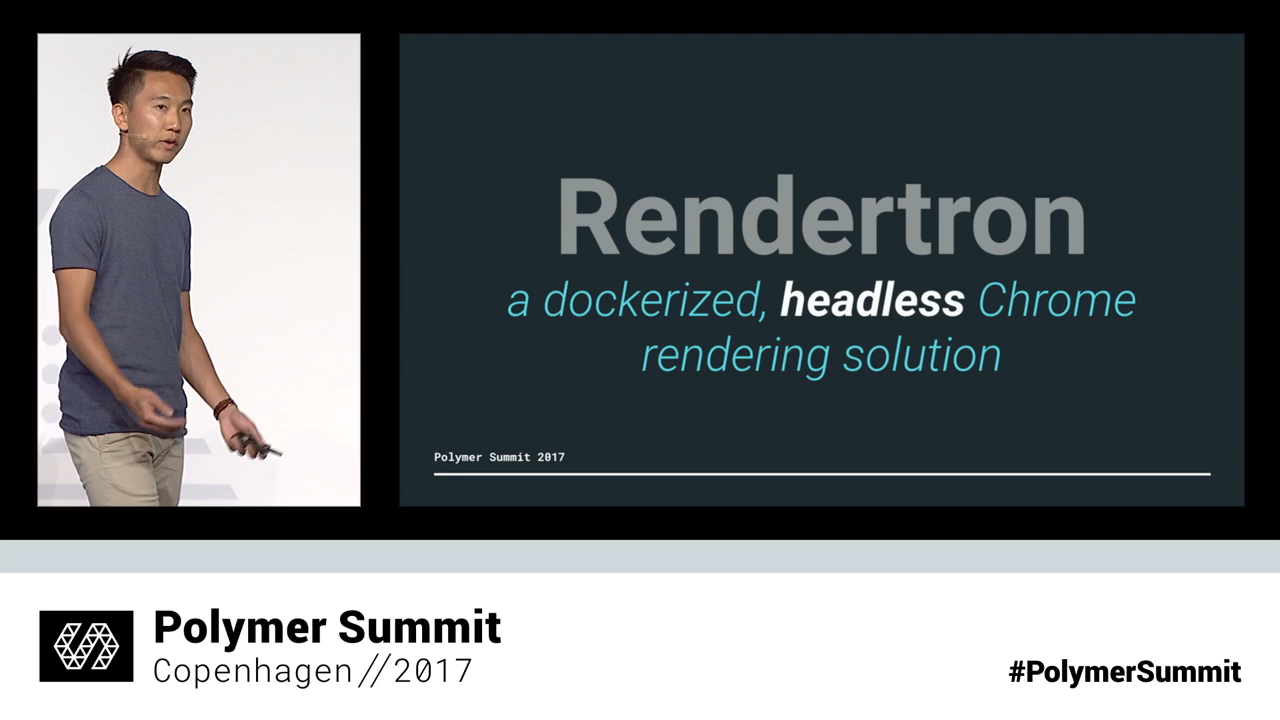 Rendertron
a dockerized, headless Chrome
rendering solution
Polymer Summit 2017
Polymer Summit
Copenhagen//2017
#PolymerSummit